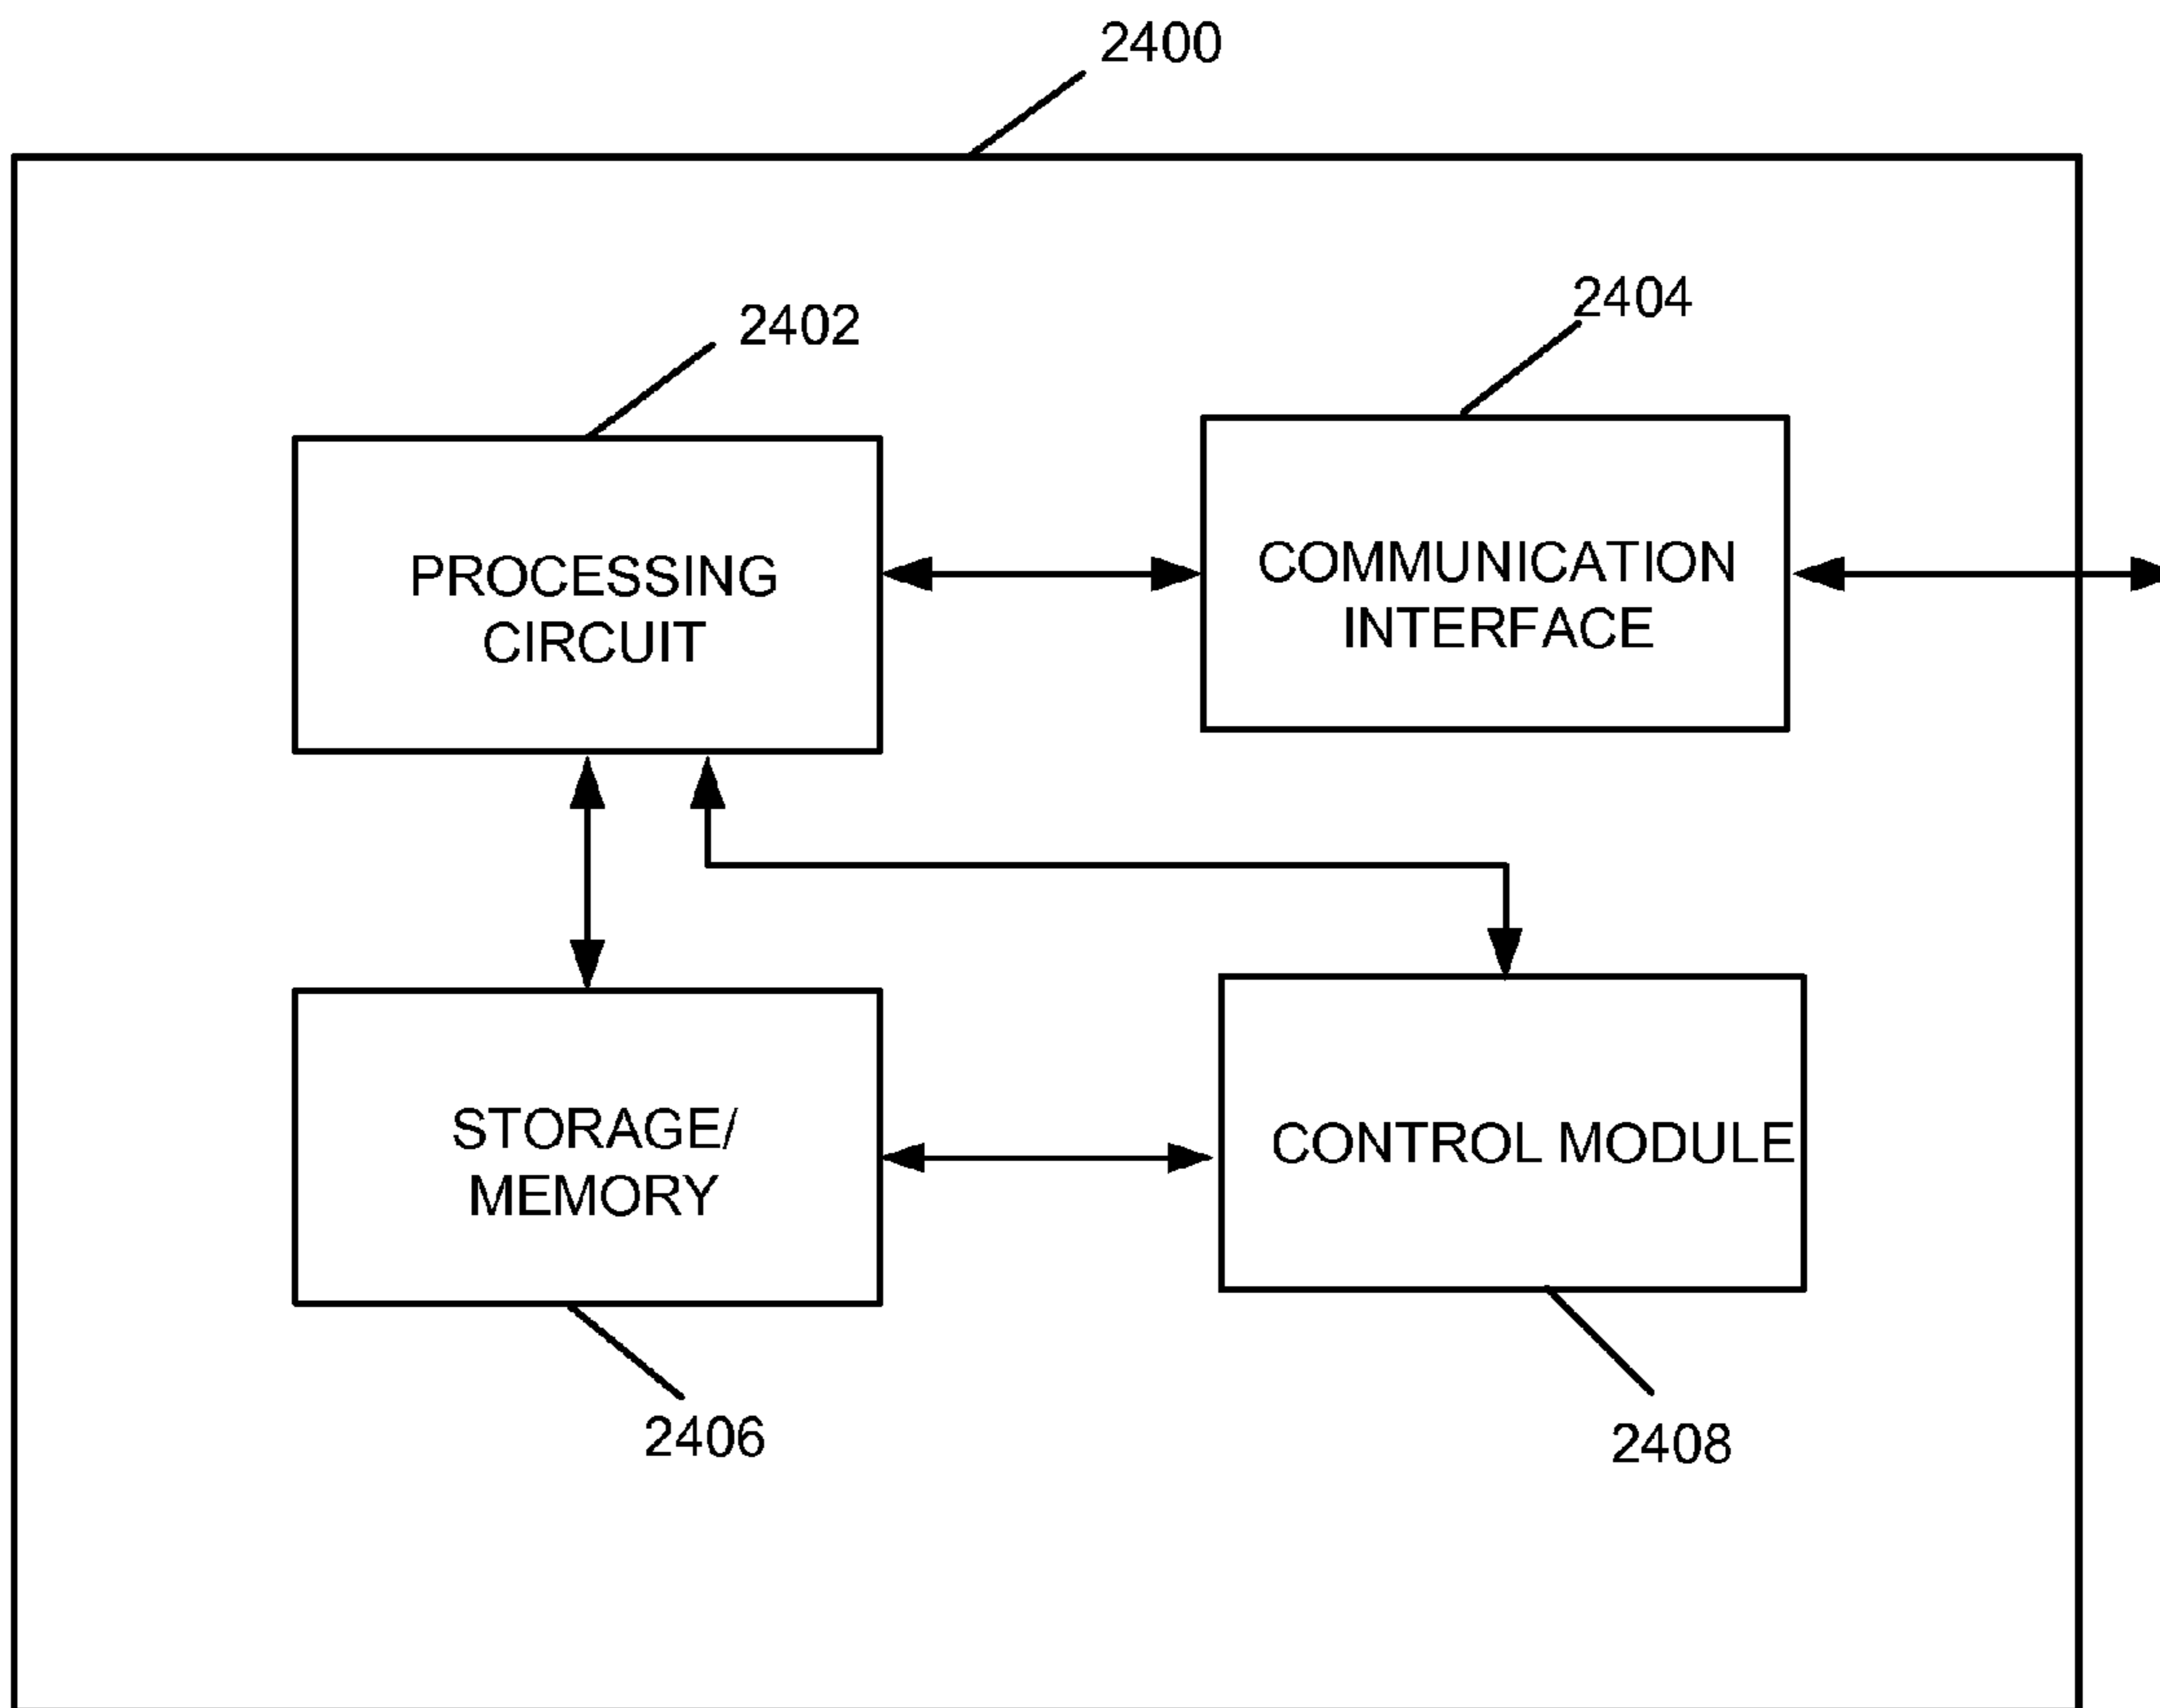 2400
2402
2404
PROCESSING
CIRCUIT
COMMUNICATION
INTERFACE
STORAGE/
MEMORY
CONTROL MODULE
2406
2408